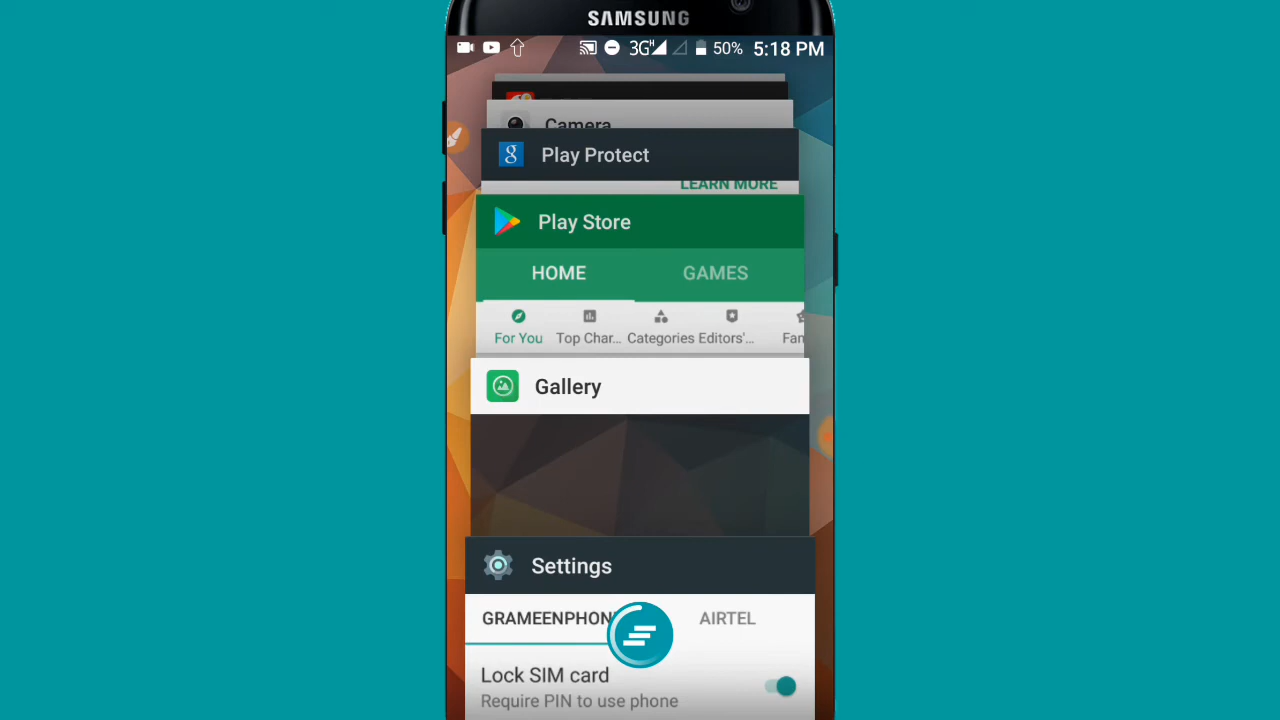 SAMSUNG
3G H 50% 5:18 PM
Camera
Play Protect
LEARN MORE
Play Store
HOME GAMES
For You Top Char... Categories Editors'... Fan
Gallery
Settings
GRAMEENPHON AIRTEL
Lock SIM card
Require PIN to use phone